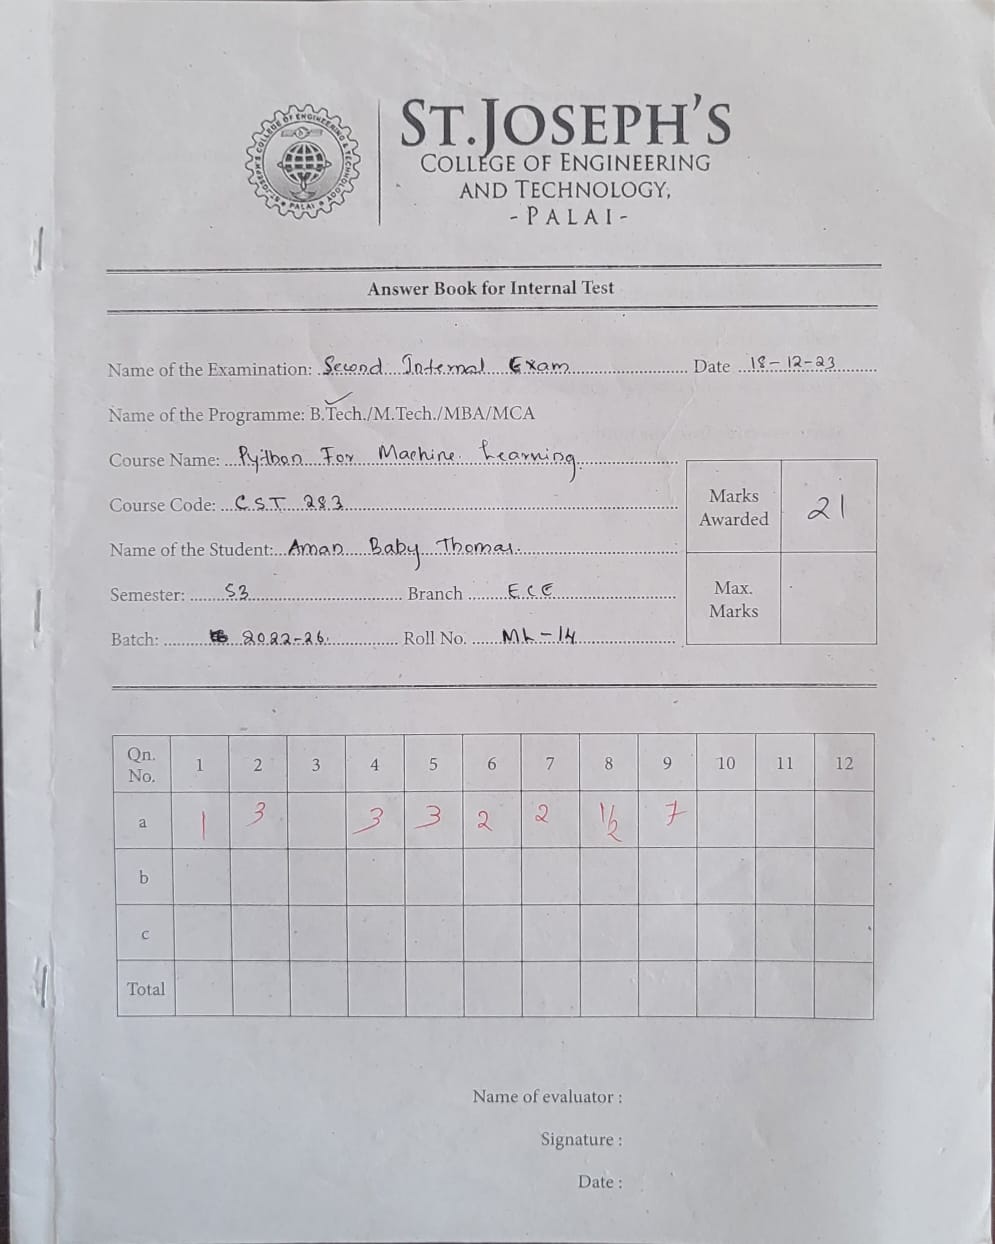 ST.JOSEPH'S
COLLEGE OF ENGINEERING
AND TECHNOLOGY,
- PALAI -
Answer Book for Internal Test
Name of the Examination: Second Internal Exam Date 18-12-23
Name of the Programme: B.Tech./M.Tech./MBA/MCA
Course Name: Python For Machine Learning
Course Code: CST 283
Marks Awarded 21
Name of the Student: Aman Baby Thomas
Semester: S3 Branch ECE
Max. Marks
Batch: 2022-26 Roll No. ML-14
Qn. No. 1 2 3 4 5 6 7 8 9 10 11 12
a 1 3 3 3 2 2 1/2 7
b
c
Total
Name of evaluator :
Signature :
Date :